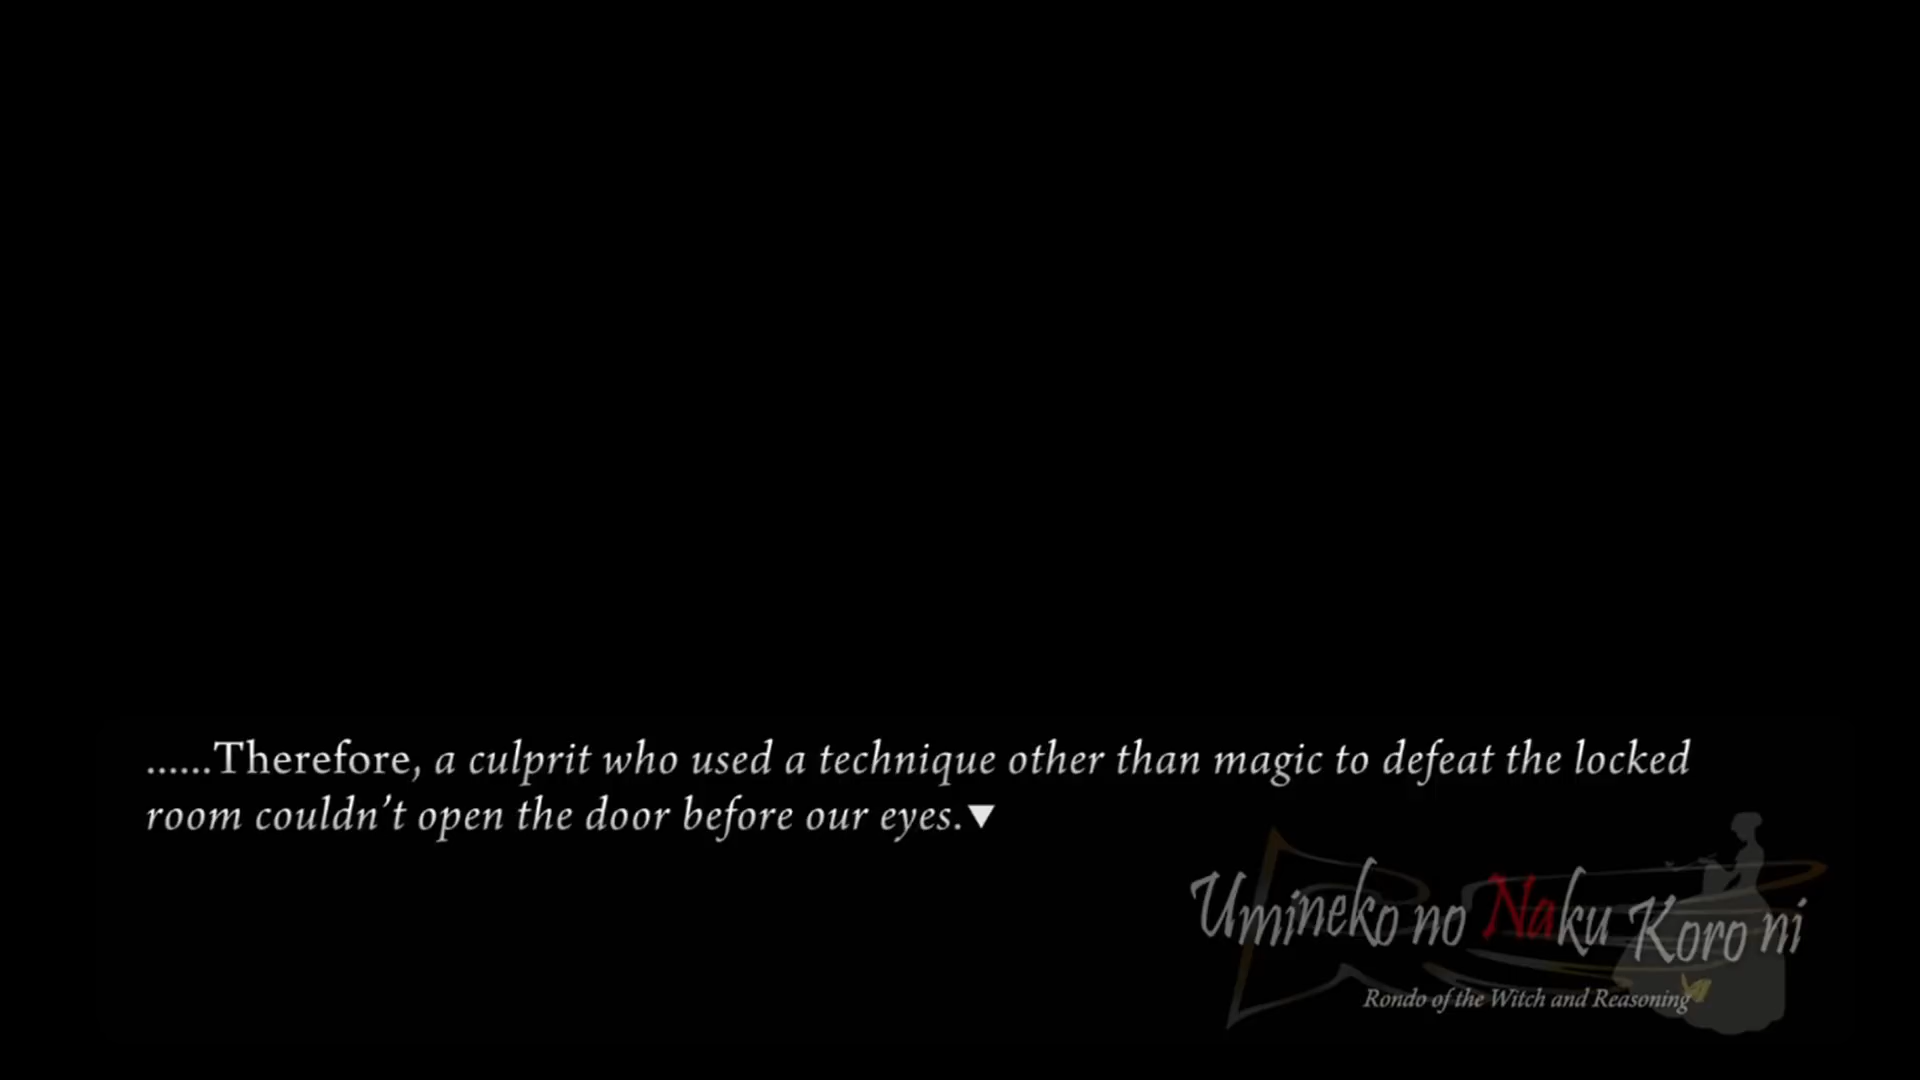 ......Therefore, a culprit who used a technique other than magic to defeat the locked
room couldn't open the door before our eyes.▼
Umineko no Naku Koro ni
Rondo of the Witch and Reasoning